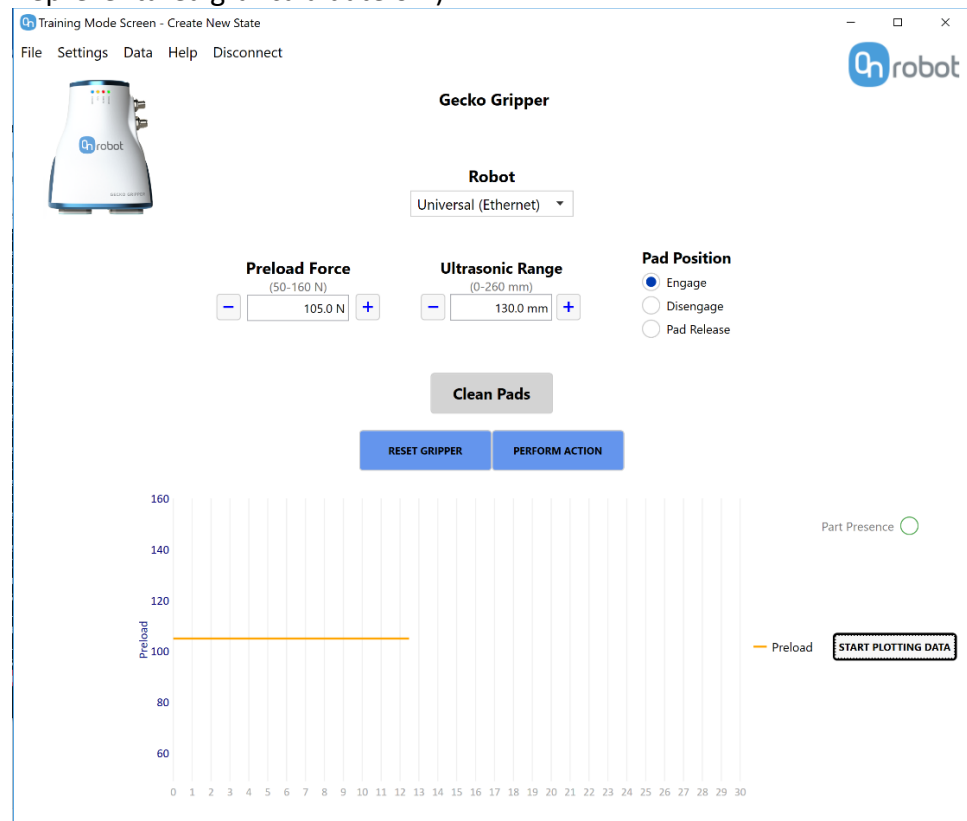 Training Mode Screen - Create New State
File Settings Data Help Disconnect
On robot
Gecko Gripper
On robot
GECKO GRIPPER
Robot
Universal (Ethernet)
Preload Force
(50-160 N)
− 105.0 N +
Ultrasonic Range
(0-260 mm)
− 130.0 mm +
Pad Position
Engage
Disengage
Pad Release
Clean Pads
RESET GRIPPER
PERFORM ACTION
160
140
120
100
80
60
Preload
0 1 2 3 4 5 6 7 8 9 10 11 12 13 14 15 16 17 18 19 20 21 22 23 24 25 26 27 28 29 30
Part Presence
Preload
START PLOTTING DATA